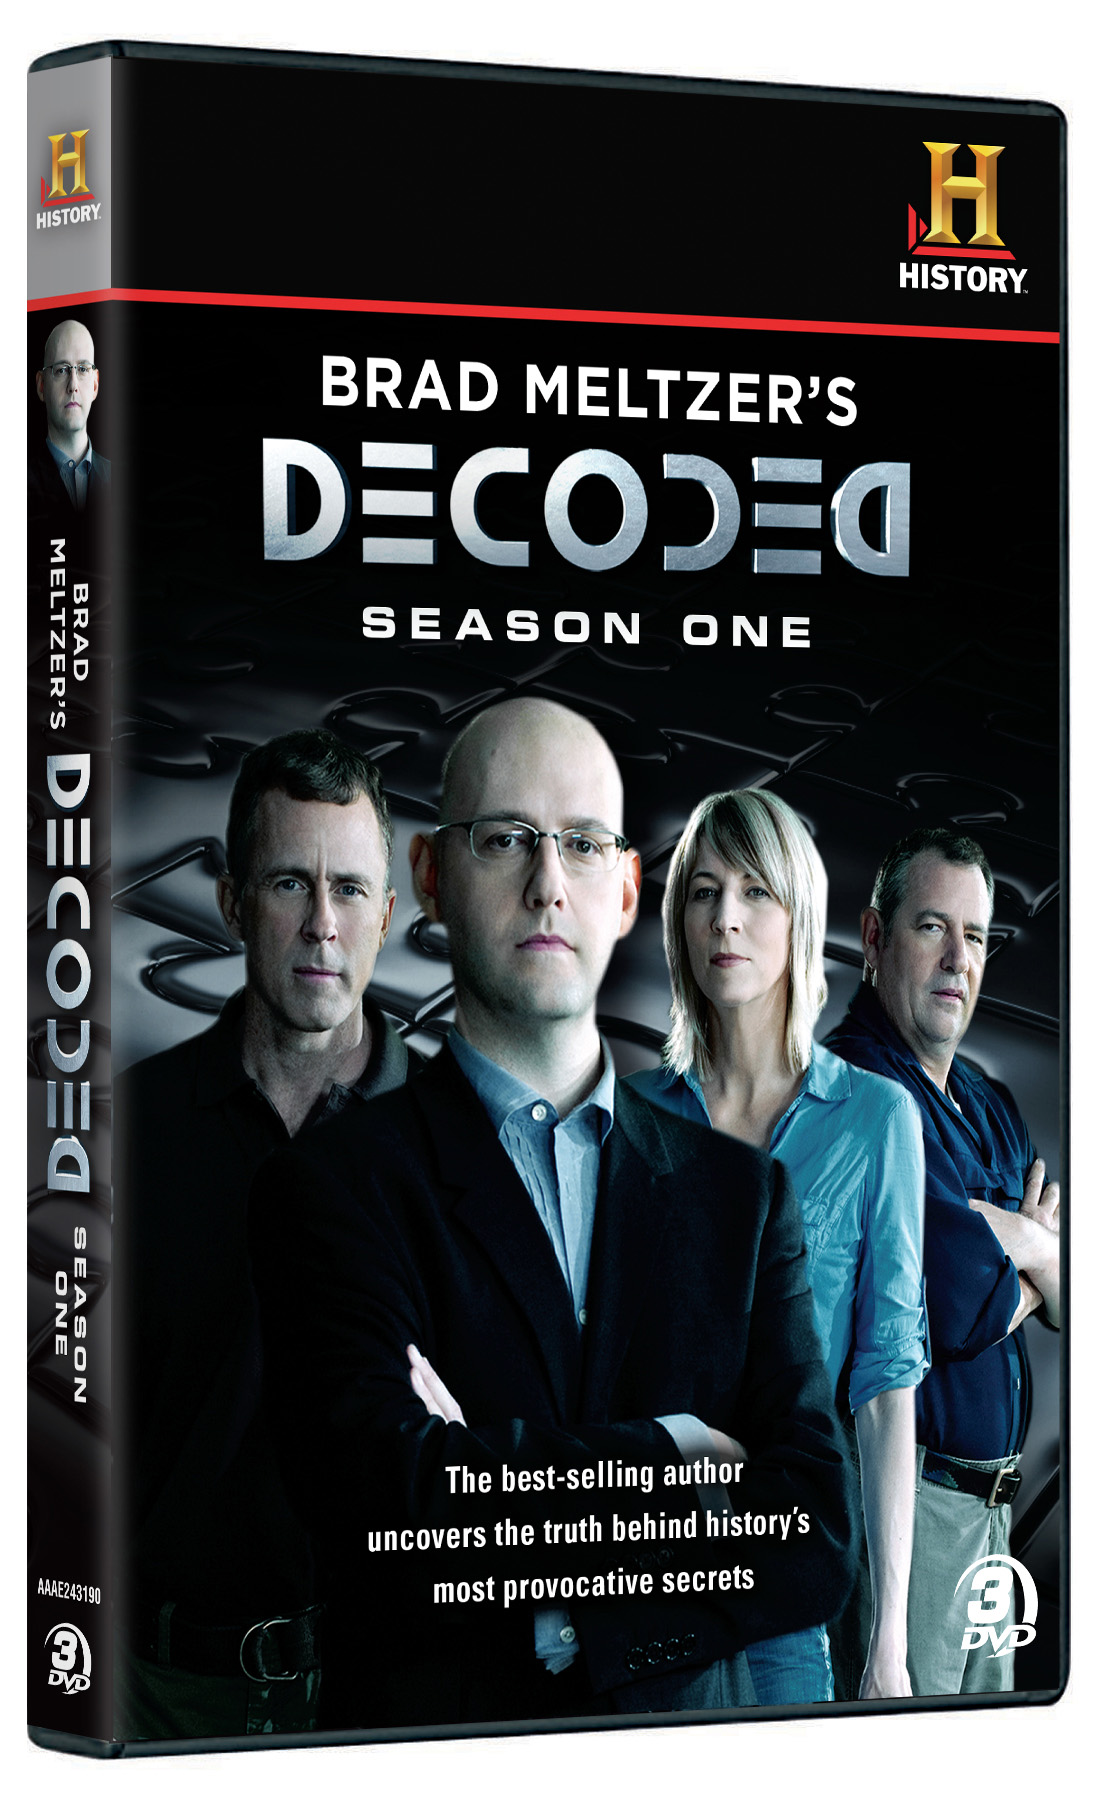 HISTORY
BRAD
MELTZER'S
DECODED
SEASON
ONE
AAAE243190
3
DVD
H
HISTORY
BRAD MELTZER'S
DECODED
SEASON ONE
The best-selling author
uncovers the truth behind history's
most provocative secrets
3
DVD